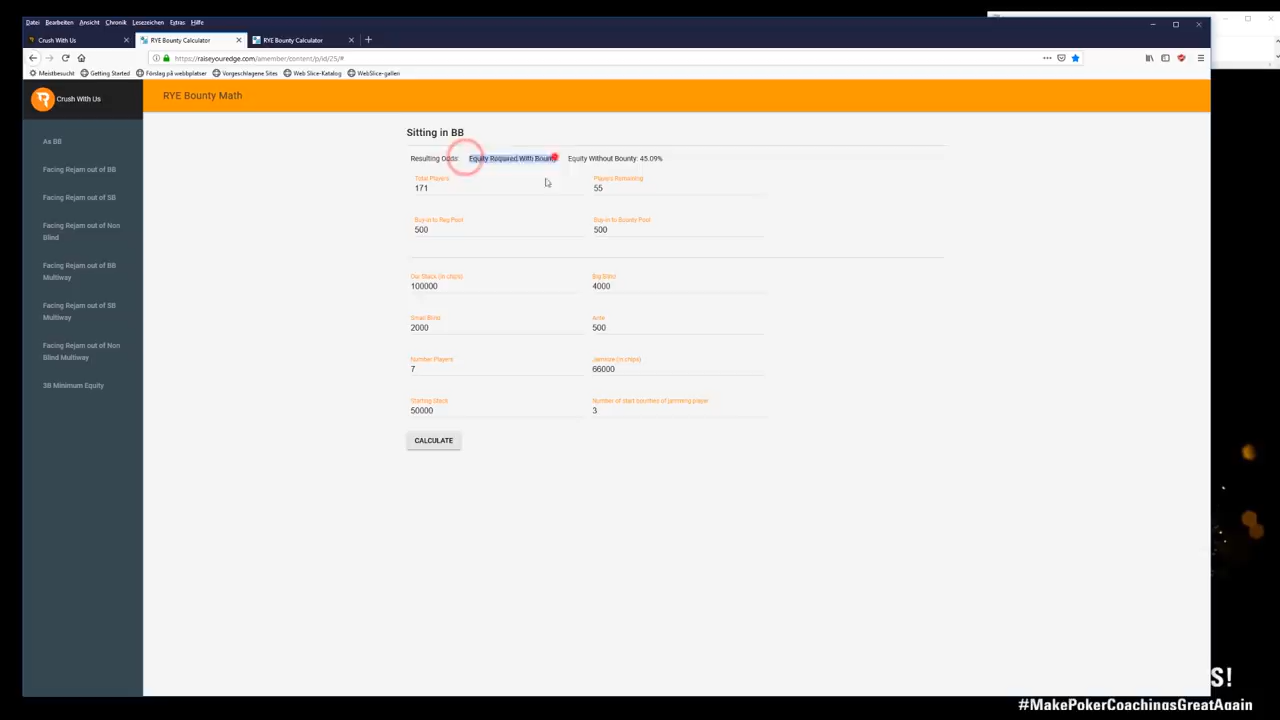 Datei Bearbeiten Ansicht Chronik Lesezeichen Extras Hilfe
Crush With Us
RYE Bounty Calculator
RYE Bounty Calculator
https://raiseyouredge.com/amember/content/p/id/25/#
Meistbesucht Getting Started Förslag på webbplatser Vorgeschlagene Sites Web Slice-Katalog WebSlice-galleri
Crush With Us
RYE Bounty Math
As BB
Facing Rejam out of BB
Facing Rejam out of SB
Facing Rejam out of Non
Blind
Facing Rejam out of BB
Multiway
Facing Rejam out of SB
Multiway
Facing Rejam out of Non
Blind Multiway
3B Minimum Equity
Sitting in BB
Resulting Odds: Equity Required With Bounty Equity Without Bounty: 45.09%
Total Players Players Remaining
171 55
Buy-in to Reg Pool Buy-in to Bounty Pool
500 500
Our Stack (in chips) Big Blind
100000 4000
Small Blind Ante
2000 500
Number Players Jamsize (in chips)
7 66000
Starting Stack Number of start bounties of jamming player
50000 3
CALCULATE
S!
#MakePokerCoachingsGreatAgain